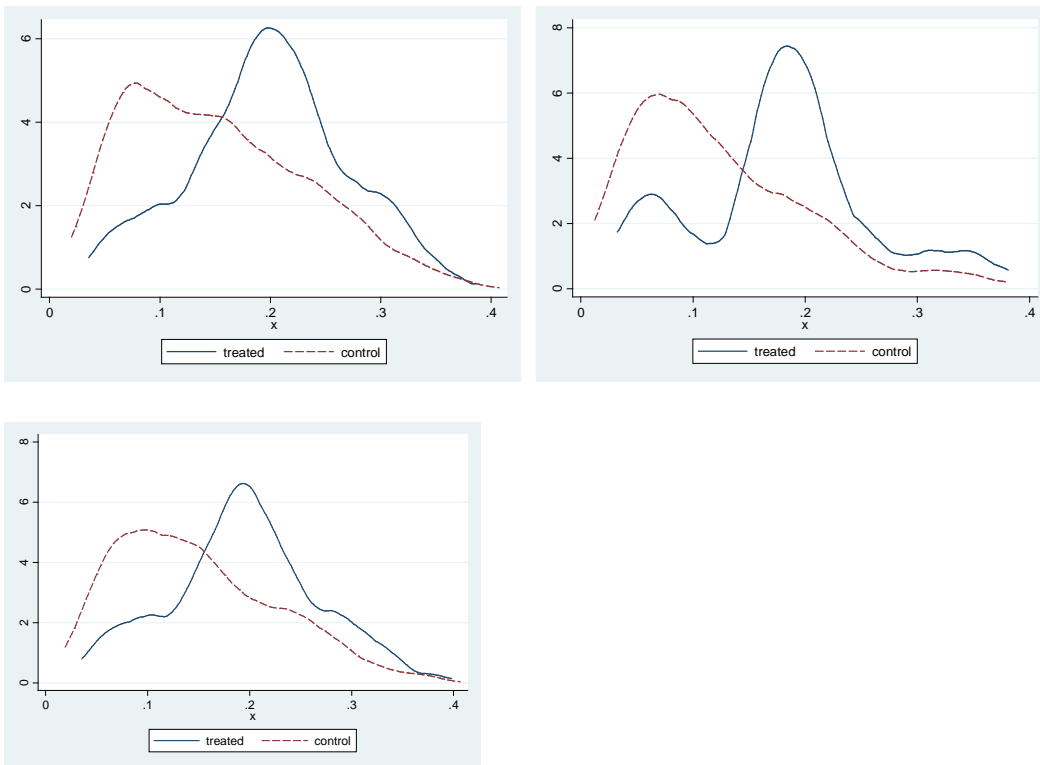 6
4
2
0
0 .1 .2 .3 .4
x
treated control
8
6
4
2
0
0 .1 .2 .3 .4
x
treated control
8
6
4
2
0
0 .1 .2 .3 .4
x
treated control